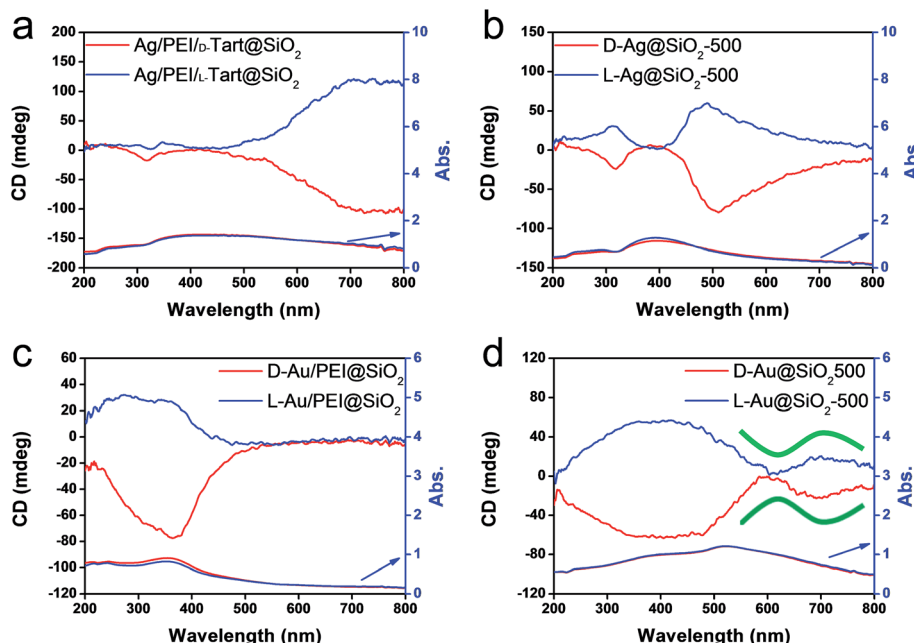 a
Ag/PEI/D-Tart@SiO2
Ag/PEI/L-Tart@SiO2
200
150
100
50
0
-50
-100
-150
-200
CD (mdeg)
10
8
6
4
2
0
Abs.
200 300 400 500 600 700 800
Wavelength (nm)
b
D-Ag@SiO2-500
L-Ag@SiO2-500
150
100
50
0
-50
-100
-150
CD (mdeg)
10
8
6
4
2
0
Abs.
200 300 400 500 600 700 800
Wavelength (nm)
c
D-Au/PEI@SiO2
L-Au/PEI@SiO2
60
40
20
0
-20
-40
-60
-80
-100
-120
CD (mdeg)
6
5
4
3
2
1
0
Abs.
200 300 400 500 600 700 800
Wavelength (nm)
d
D-Au@SiO2500
L-Au@SiO2-500
120
80
40
0
-40
-80
-120
CD (mdeg)
6
5
4
3
2
1
0
Abs.
200 300 400 500 600 700 800
Wavelength (nm)